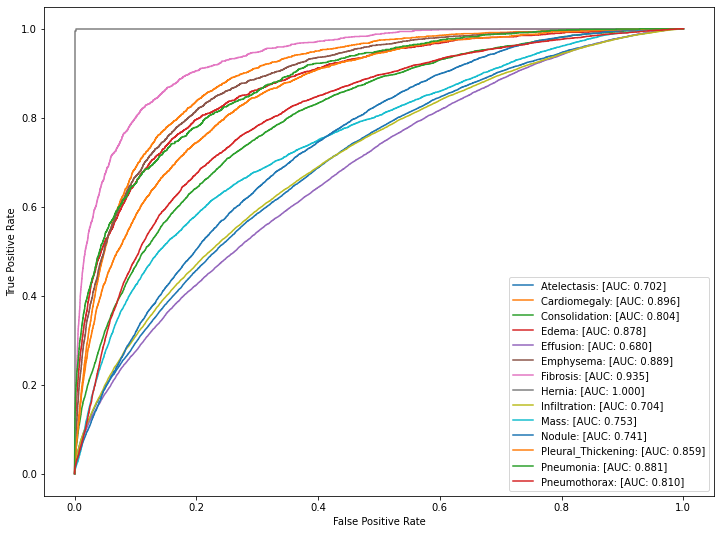 1.0
0.8
0.6
0.4
0.2
0.0
True Positive Rate
Atelectasis: [AUC: 0.702]
Cardiomegaly: [AUC: 0.896]
Consolidation: [AUC: 0.804]
Edema: [AUC: 0.878]
Effusion: [AUC: 0.680]
Emphysema: [AUC: 0.889]
Fibrosis: [AUC: 0.935]
Hernia: [AUC: 1.000]
Infiltration: [AUC: 0.704]
Mass: [AUC: 0.753]
Nodule: [AUC: 0.741]
Pleural_Thickening: [AUC: 0.859]
Pneumonia: [AUC: 0.881]
Pneumothorax: [AUC: 0.810]
0.0 0.2 0.4 0.6 0.8 1.0
False Positive Rate